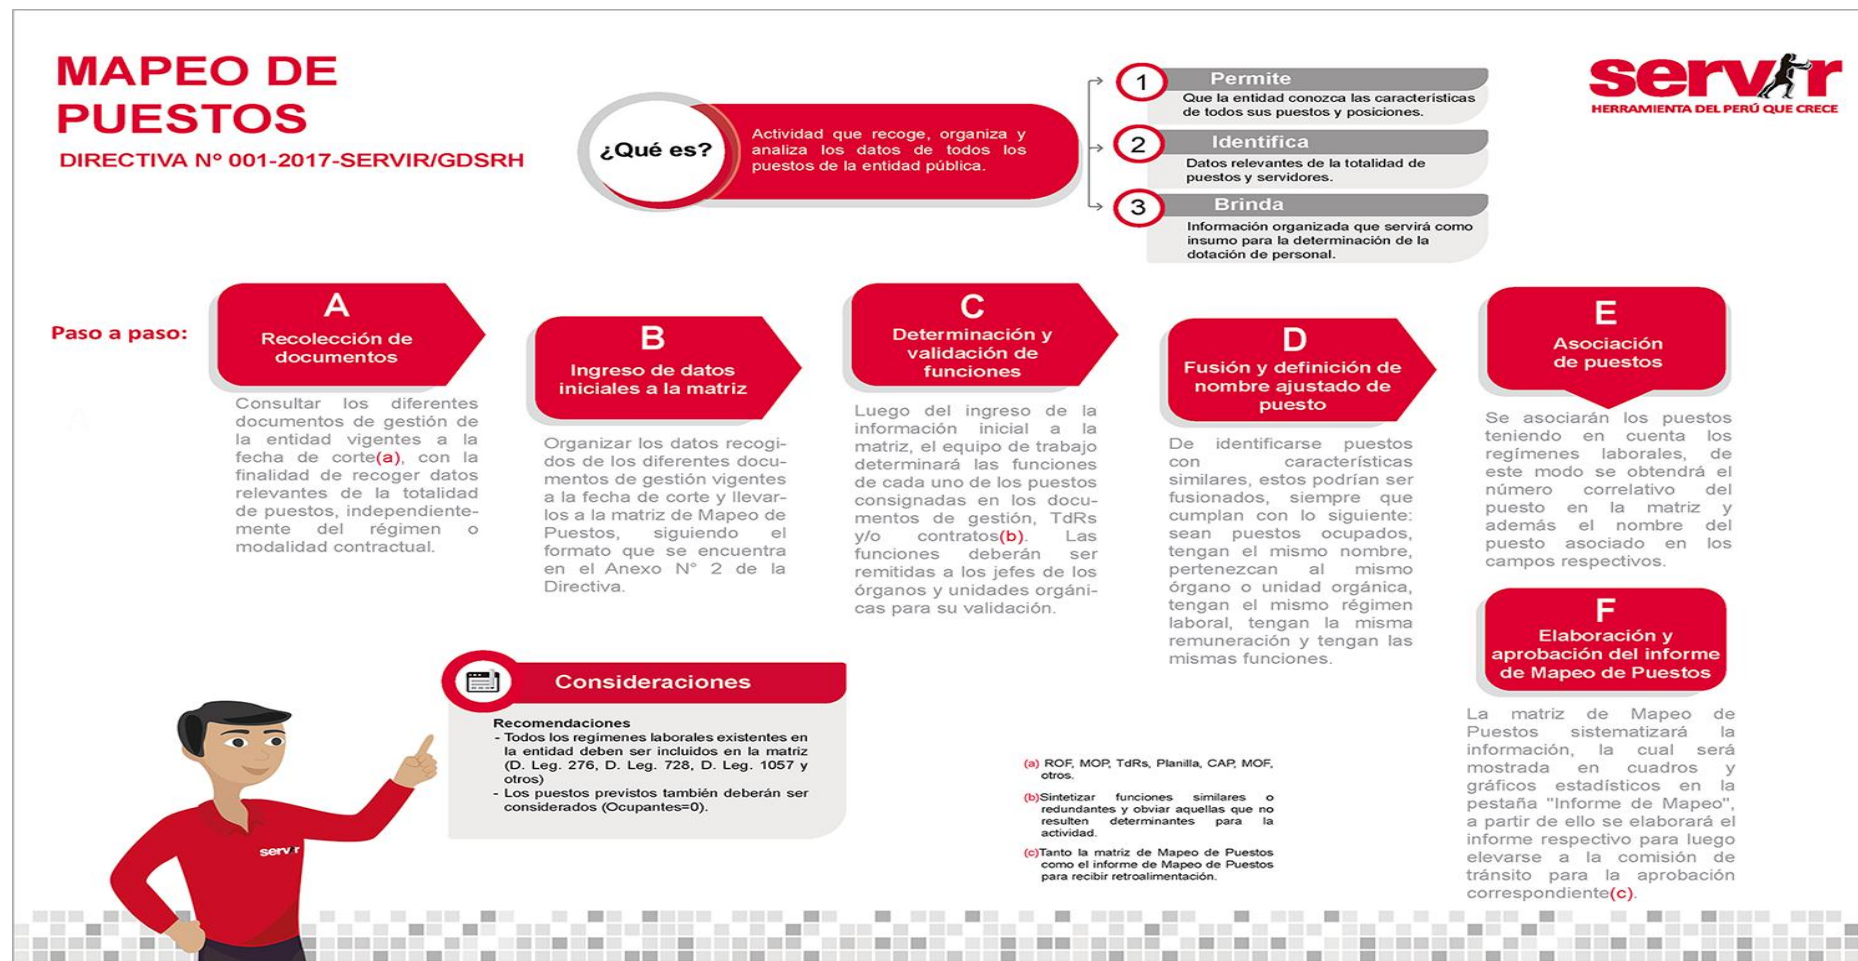 MAPEO DE
PUESTOS
DIRECTIVA Nº 001-2017-SERVIR/GDSRH
¿Qué es?
Actividad que recoge, organiza y
analiza los datos de todos los
puestos de la entidad pública.
1
Permite
Que la entidad conozca las características
de todos sus puestos y posiciones.
2
Identifica
Datos relevantes de la totalidad de
puestos y servidores.
3
Brinda
Información organizada que servirá como
insumo para la determinación de la
dotación de personal.
servir
HERRAMIENTA DEL PERÚ QUE CRECE
Paso a paso:
A
Recolección de
documentos
Consultar los diferentes
documentos de gestión de
la entidad vigentes a la
fecha de corte(a), con la
finalidad de recoger datos
relevantes de la totalidad
de puestos, independiente-
mente del régimen o
modalidad contractual.
B
Ingreso de datos
iniciales a la matriz
Organizar los datos recogi-
dos de los diferentes docu-
mentos de gestión vigentes
a la fecha de corte y llevar-
los a la matriz de Mapeo de
Puestos, siguiendo el
formato que se encuentra
en el Anexo N° 2 de la
Directiva.
C
Determinación y
validación de
funciones
Luego del ingreso de la
información inicial a la
matriz, el equipo de trabajo
determinará las funciones
de cada uno de los puestos
consignadas en los docu-
mentos de gestión, TdRs
y/o contratos(b). Las
funciones deberán ser
remitidas a los jefes de los
órganos y unidades orgáni-
cas para su validación.
D
Fusión y definición de
nombre ajustado de
puesto
De identificarse puestos
con características
similares, estos podrían ser
fusionados, siempre que
cumplan con lo siguiente:
sean puestos ocupados,
tengan el mismo nombre,
pertenezcan al mismo
órgano o unidad orgánica,
tengan el mismo régimen
laboral, tengan la misma
remuneración y tengan las
mismas funciones.
E
Asociación
de puestos
Se asociarán los puestos
teniendo en cuenta los
regímenes laborales, de
este modo se obtendrá el
número correlativo del
puesto en la matriz y
además el nombre del
puesto asociado en los
campos respectivos.
F
Elaboración y
aprobación del informe
de Mapeo de Puestos
La matriz de Mapeo de
Puestos sistematizará la
información, la cual será
mostrada en cuadros y
gráficos estadísticos en la
pestaña "Informe de Mapeo",
a partir de ello se elaborará el
informe respectivo para luego
elevarse a la comisión de
tránsito para la aprobación
correspondiente(c).
Consideraciones
Recomendaciones
- Todos los regímenes laborales existentes en
la entidad deben ser incluidos en la matriz
(D. Leg. 276, D. Leg. 728, D. Leg. 1057 y
otros)
- Los puestos previstos también deberán ser
considerados (Ocupantes=0).
(a) ROF, MOP, TdRs, Planilla, CAP, MOF,
otros.
(b)Sintetizar funciones similares o
redundantes y obviar aquellas que no
resulten determinantes para la
actividad.
(c)Tanto la matriz de Mapeo de Puestos
como el informe de Mapeo de Puestos
para recibir retroalimentación.
servir